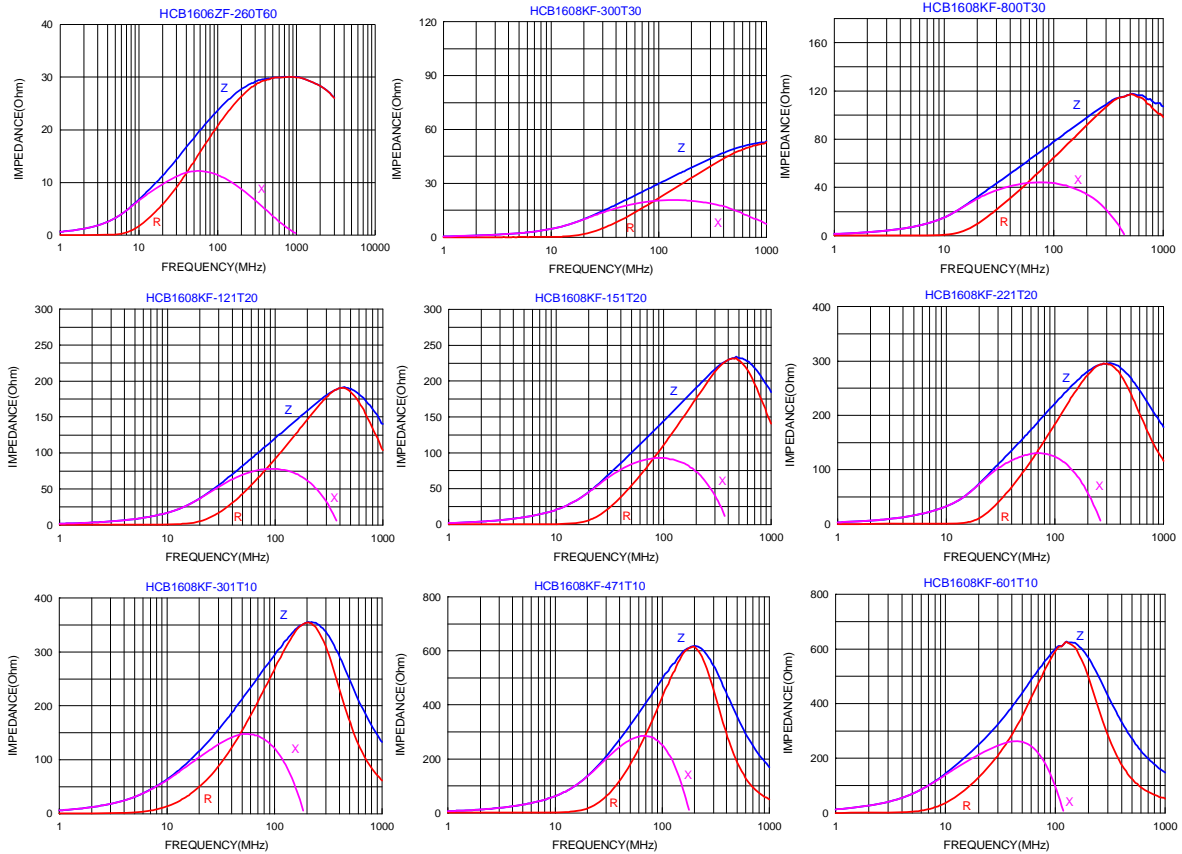 HCB1606ZF-260T60
IMPEDANCE(Ohm)
40
30
20
10
0
Z
X
R
1 10 100 1000 10000
FREQUENCY(MHz)
HCB1608KF-300T30
IMPEDANCE(Ohm)
120
90
60
30
0
Z
X
R
1 10 100 1000
FREQUENCY(MHz)
HCB1608KF-800T30
IMPEDANCE(Ohm)
160
120
80
40
0
Z
X
R
1 10 100 1000
FREQUENCY(MHz)
HCB1608KF-121T20
IMPEDANCE(Ohm)
300
250
200
150
100
50
0
Z
X
R
1 10 100 1000
FREQUENCY(MHz)
HCB1608KF-151T20
IMPEDANCE(Ohm)
300
250
200
150
100
50
0
Z
X
R
1 10 100 1000
FREQUENCY(MHz)
HCB1608KF-221T20
IMPEDANCE(Ohm)
400
300
200
100
0
Z
X
R
1 10 100 1000
FREQUENCY(MHz)
HCB1608KF-301T10
IMPEDANCE(Ohm)
400
350
300
250
200
150
100
50
0
Z
X
R
1 10 100 1000
FREQUENCY(MHz)
HCB1608KF-471T10
IMPEDANCE(Ohm)
800
600
400
200
0
Z
X
R
1 10 100 1000
FREQUENCY(MHz)
HCB1608KF-601T10
IMPEDANCE(Ohm)
800
600
400
200
0
Z
X
R
1 10 100 1000
FREQUENCY(MHz)